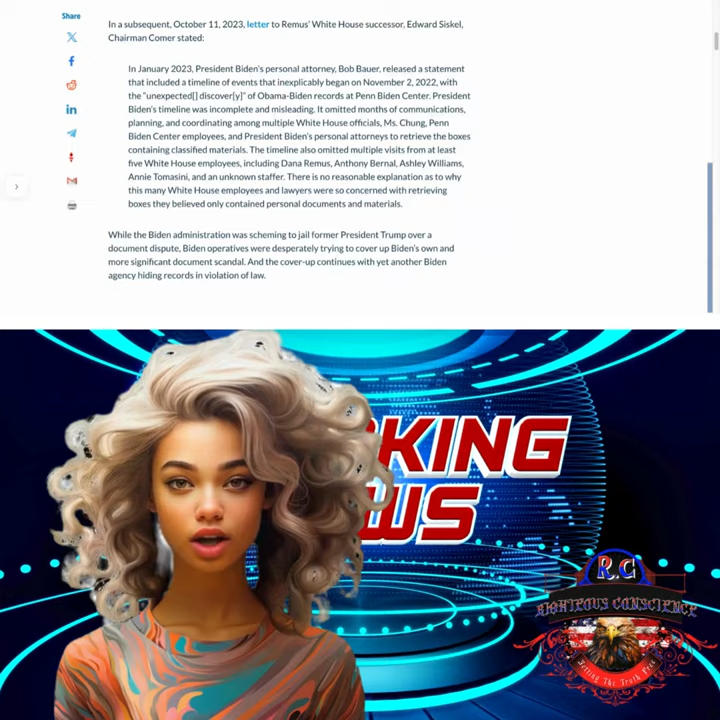 Share
In a subsequent, October 11, 2023, letter to Remus' White House successor, Edward Siskel,
Chairman Comer stated:
In January 2023, President Biden's personal attorney, Bob Bauer, released a statement
that included a timeline of events that inexplicably began on November 2, 2022, with
the "unexpected[] discover[y]" of Obama-Biden records at Penn Biden Center. President
Biden's timeline was incomplete and misleading. It omitted months of communications,
planning, and coordinating among multiple White House officials, Ms. Chung, Penn
Biden Center employees, and President Biden's personal attorneys to retrieve the boxes
containing classified materials. The timeline also omitted multiple visits from at least
five White House employees, including Dana Remus, Anthony Bernal, Ashley Williams,
Annie Tomasini, and an unknown staffer. There is no reasonable explanation as to why
this many White House employees and lawyers were so concerned with retrieving
boxes they believed only contained personal documents and materials.
While the Biden administration was scheming to jail former President Trump over a
document dispute, Biden operatives were desperately trying to cover up Biden's own and
more significant document scandal. And the cover-up continues with yet another Biden
agency hiding records in violation of law.
KING
WS
R.C
RIGHTEOUS CONSCIENCE
Setting The Truth Free